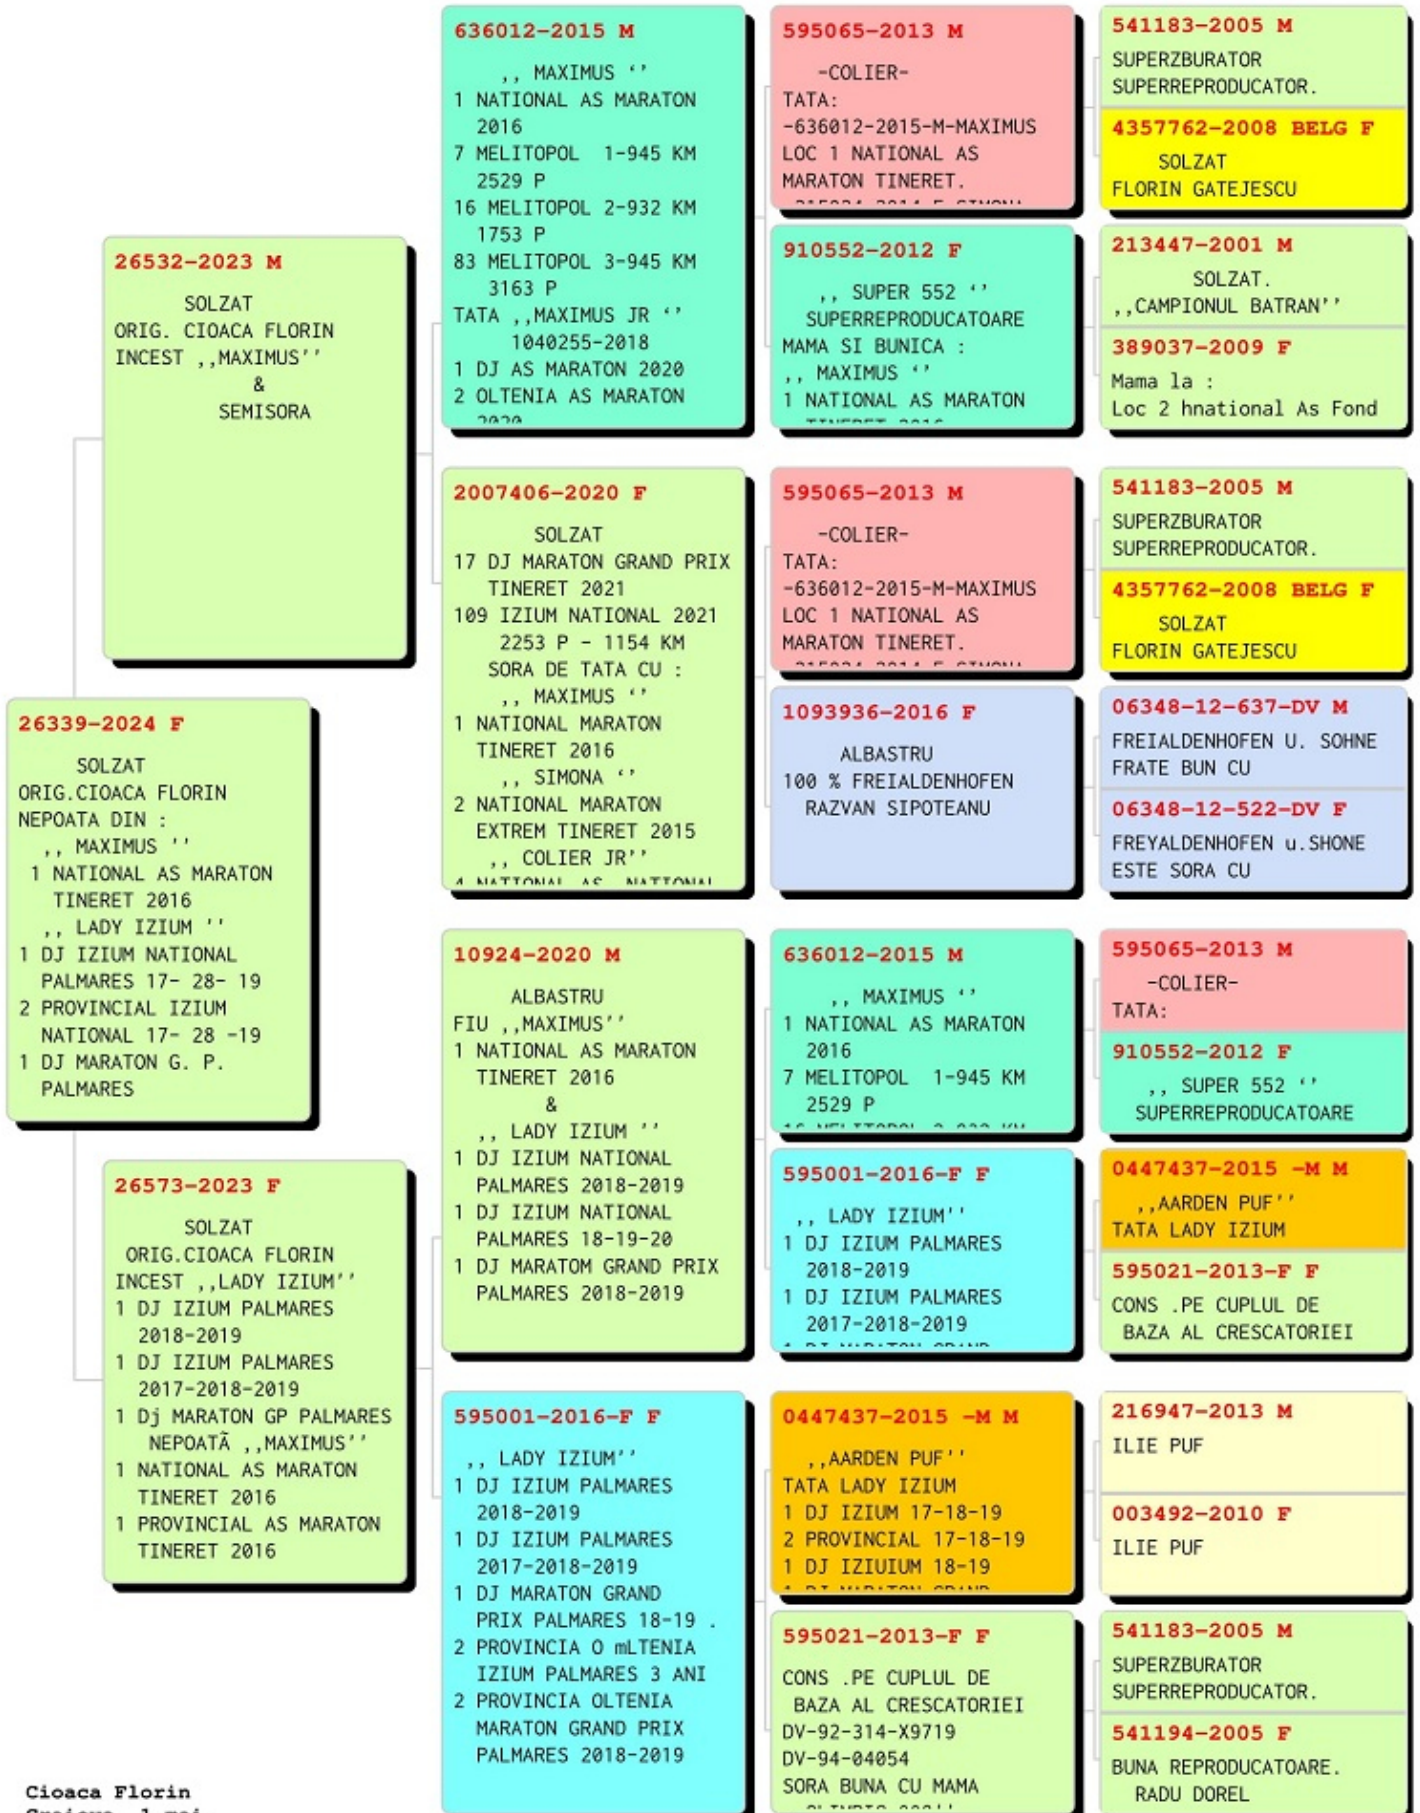 26339-2024 F
SOLZAT
ORIG.CIOACA FLORIN
NEPOATA DIN :
,, MAXIMUS ''
1 NATIONAL AS MARATON
TINERET 2016
,, LADY IZIUM ''
1 DJ IZIUM NATIONAL
PALMARES 17- 28- 19
2 PROVINCIAL IZIUM
NATIONAL 17- 28 -19
1 DJ MARATON G. P.
PALMARES
26532-2023 M
SOLZAT
ORIG. CIOACA FLORIN
INCEST ,,MAXIMUS''
&
SEMISORA
26573-2023 F
SOLZAT
ORIG.CIOACA FLORIN
INCEST ,,LADY IZIUM''
1 DJ IZIUM PALMARES
2018-2019
1 DJ IZIUM PALMARES
2017-2018-2019
1 Dj MARATON GP PALMARES
NEPOATÃ ,,MAXIMUS''
1 NATIONAL AS MARATON
TINERET 2016
1 PROVINCIAL AS MARATON
TINERET 2016
636012-2015 M
,, MAXIMUS ‘’
1 NATIONAL AS MARATON
2016
7 MELITOPOL  1-945 KM
2529 P
16 MELITOPOL 2-932 KM
1753 P
83 MELITOPOL 3-945 KM
3163 P
TATA ,,MAXIMUS JR ‘’
1040255-2018
1 DJ AS MARATON 2020
2 OLTENIA AS MARATON
2020
2007406-2020 F
SOLZAT
17 DJ MARATON GRAND PRIX
TINERET 2021
109 IZIUM NATIONAL 2021
2253 P - 1154 KM
SORA DE TATA CU :
,, MAXIMUS ‘’
1 NATIONAL MARATON
TINERET 2016
,, SIMONA ‘’
2 NATIONAL MARATON
EXTREM TINERET 2015
,, COLIER JR''
4 NATIONAL AS  NATIONAL
10924-2020 M
ALBASTRU
FIU ,,MAXIMUS''
1 NATIONAL AS MARATON
TINERET 2016
&
,, LADY IZIUM ''
1 DJ IZIUM NATIONAL
PALMARES 2018-2019
1 DJ IZIUM NATIONAL
PALMARES 18-19-20
1 DJ MARATOM GRAND PRIX
PALMARES 2018-2019
595001-2016-F F
,, LADY IZIUM''
1 DJ IZIUM PALMARES
2018-2019
1 DJ IZIUM PALMARES
2017-2018-2019
1 DJ MARATON GRAND
PRIX PALMARES 18-19 .
2 PROVINCIA O mLTENIA
IZIUM PALMARES 3 ANI
2 PROVINCIA OLTENIA
MARATON GRAND PRIX
PALMARES 2018-2019
595065-2013 M
-COLIER-
TATA:
-636012-2015-M-MAXIMUS
LOC 1 NATIONAL AS
MARATON TINERET.
910552-2012 F
,, SUPER 552 ‘’
SUPERREPRODUCATOARE
MAMA SI BUNICA :
,, MAXIMUS ‘’
1 NATIONAL AS MARATON
TINERET 2016
595065-2013 M
-COLIER-
TATA:
-636012-2015-M-MAXIMUS
LOC 1 NATIONAL AS
MARATON TINERET.
1093936-2016 F
ALBASTRU
100 % FREIALDENHOFEN
RAZVAN SIPOTEANU
636012-2015 M
,, MAXIMUS ‘’
1 NATIONAL AS MARATON
2016
7 MELITOPOL  1-945 KM
2529 P
16 MELITOPOL 2-932 KM
595001-2016-F F
,, LADY IZIUM''
1 DJ IZIUM PALMARES
2018-2019
1 DJ IZIUM PALMARES
2017-2018-2019
1 DJ MARATON GRAND
0447437-2015 -M M
,,AARDEN PUF''
TATA LADY IZIUM
1 DJ IZIUM 17-18-19
2 PROVINCIAL 17-18-19
1 DJ IZIUIUM 18-19
1 DJ MARATON GRAND
595021-2013-F F
CONS .PE CUPLUL DE
BAZA AL CRESCATORIEI
DV-92-314-X9719
DV-94-04054
SORA BUNA CU MAMA
541183-2005 M
SUPERZBURATOR
SUPERREPRODUCATOR.
4357762-2008 BELG F
SOLZAT
FLORIN GATEJESCU
213447-2001 M
SOLZAT.
,,CAMPIONUL BATRAN''
389037-2009 F
Mama la :
Loc 2 hnational As Fond
541183-2005 M
SUPERZBURATOR
SUPERREPRODUCATOR.
4357762-2008 BELG F
SOLZAT
FLORIN GATEJESCU
06348-12-637-DV M
FREIALDENHOFEN U. SOHNE
FRATE BUN CU
06348-12-522-DV F
FREYALDENHOFEN u.SHONE
ESTE SORA CU
595065-2013 M
-COLIER-
TATA:
910552-2012 F
,, SUPER 552 ‘’
SUPERREPRODUCATOARE
0447437-2015 -M M
,,AARDEN PUF''
TATA LADY IZIUM
595021-2013-F F
CONS .PE CUPLUL DE
BAZA AL CRESCATORIEI
216947-2013 M
ILIE PUF
003492-2010 F
ILIE PUF
541183-2005 M
SUPERZBURATOR
SUPERREPRODUCATOR.
541194-2005 F
BUNA REPRODUCATOARE.
RADU DOREL
Cioaca Florin